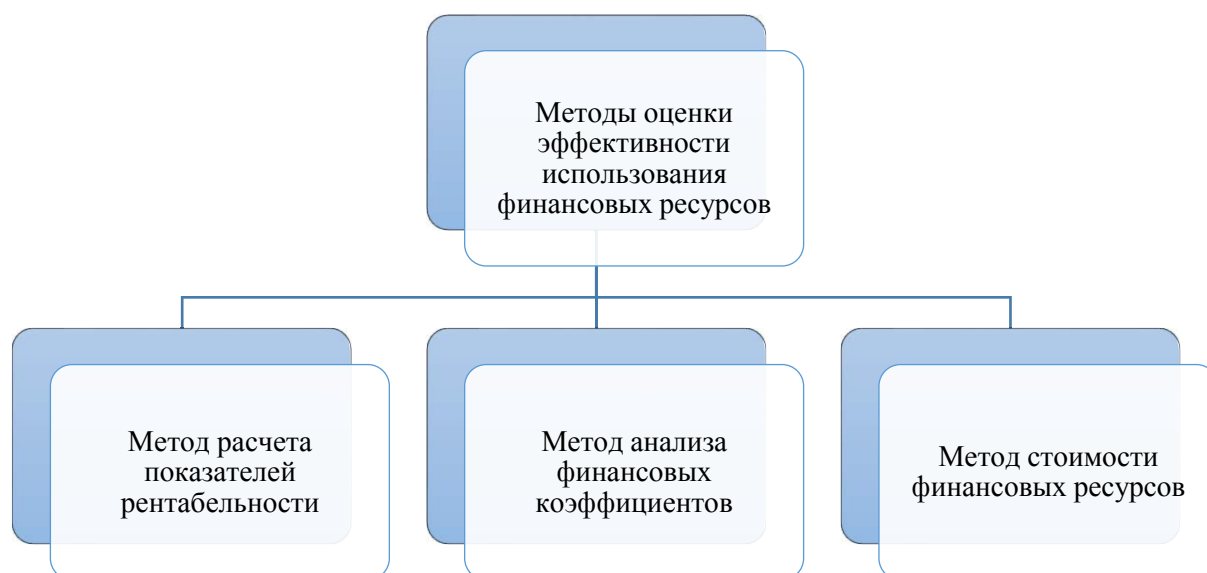 Методы оценки
эффективности
использования
финансовых ресурсов
Метод расчета
показателей
рентабельности
Метод анализа
финансовых
коэффициентов
Метод стоимости
финансовых ресурсов